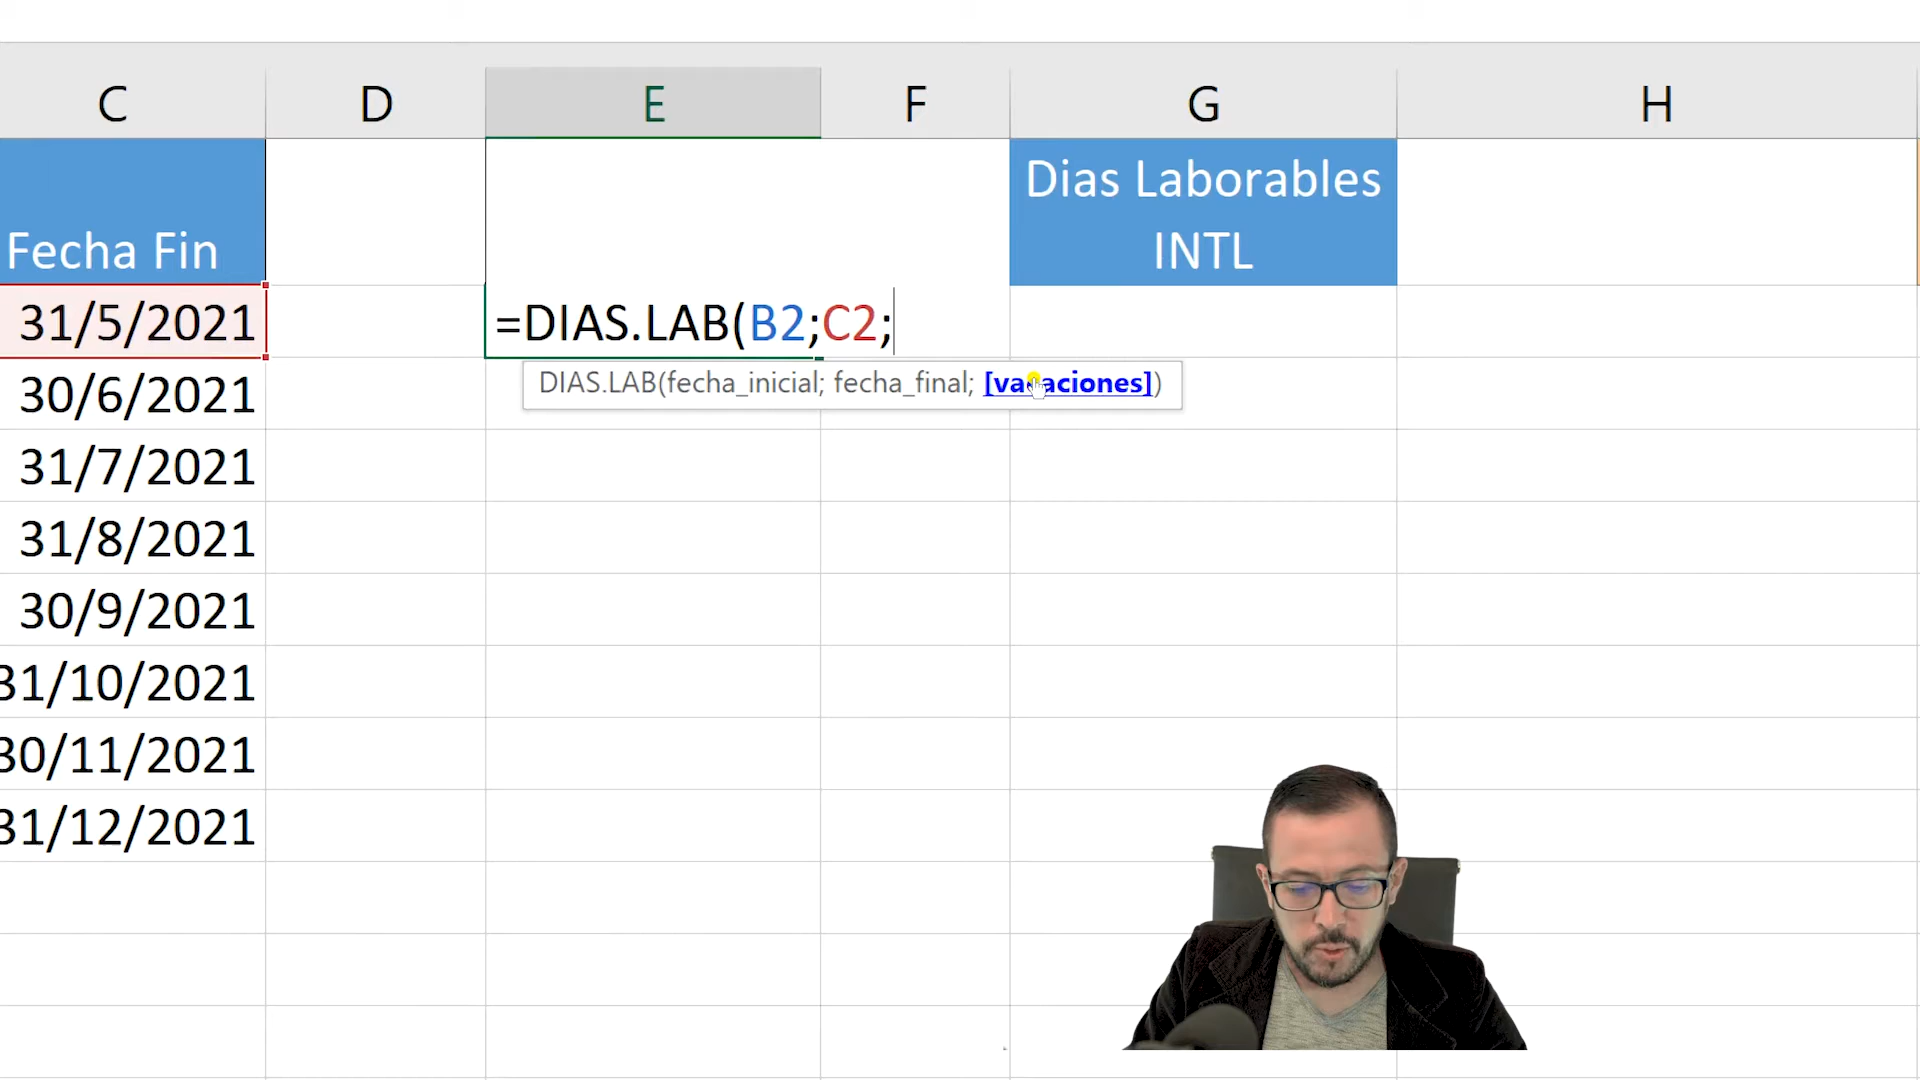 C D E F G H
Fecha Fin
Dias Laborables
INTL
31/5/2021 =DIAS.LAB(B2;C2;
DIAS.LAB(fecha_inicial; fecha_final; [vacaciones])
30/6/2021
31/7/2021
31/8/2021
30/9/2021
31/10/2021
30/11/2021
31/12/2021